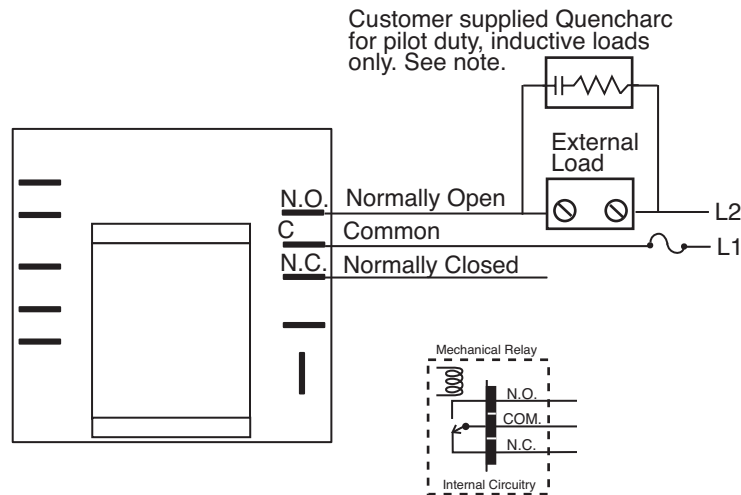 Customer supplied Quencharc
for pilot duty, inductive loads
only. See note.
External
Load
N.O. Normally Open
L2
C Common
L1
N.C. Normally Closed
Mechanical Relay
N.O.
COM.
N.C.
Internal Circuitry